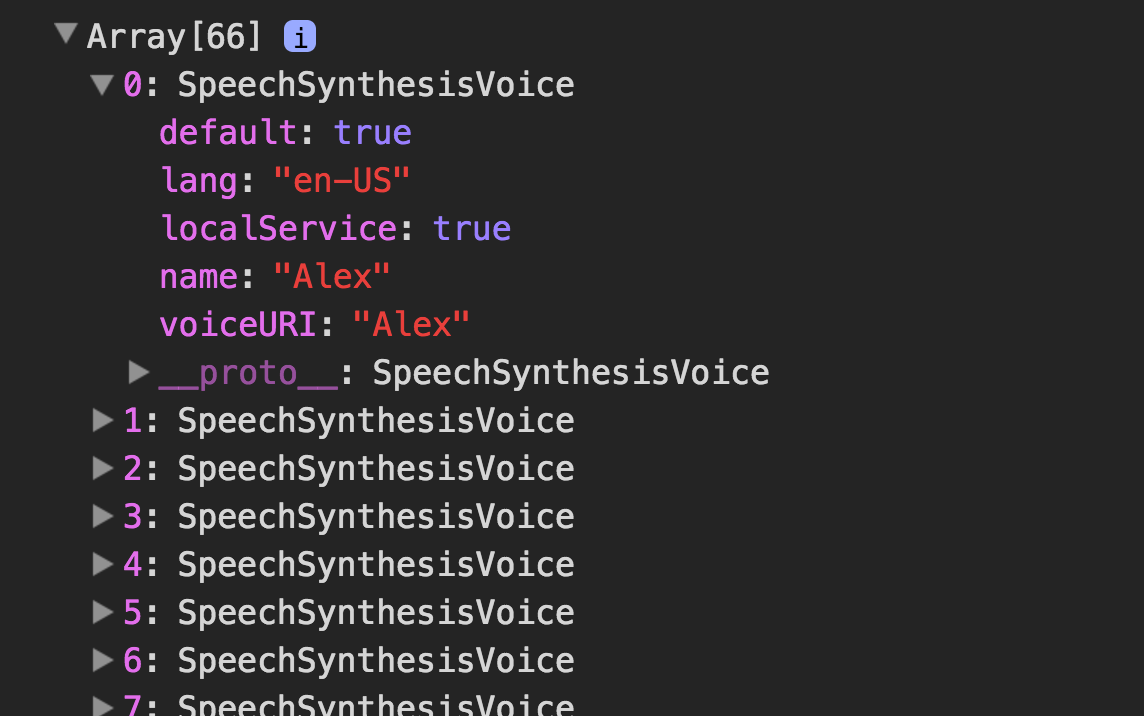 Array[66] i
0: SpeechSynthesisVoice
default: true
lang: "en-US"
localService: true
name: "Alex"
voiceURI: "Alex"
__proto__: SpeechSynthesisVoice
1: SpeechSynthesisVoice
2: SpeechSynthesisVoice
3: SpeechSynthesisVoice
4: SpeechSynthesisVoice
5: SpeechSynthesisVoice
6: SpeechSynthesisVoice
7: SpeechSynthesisVoice